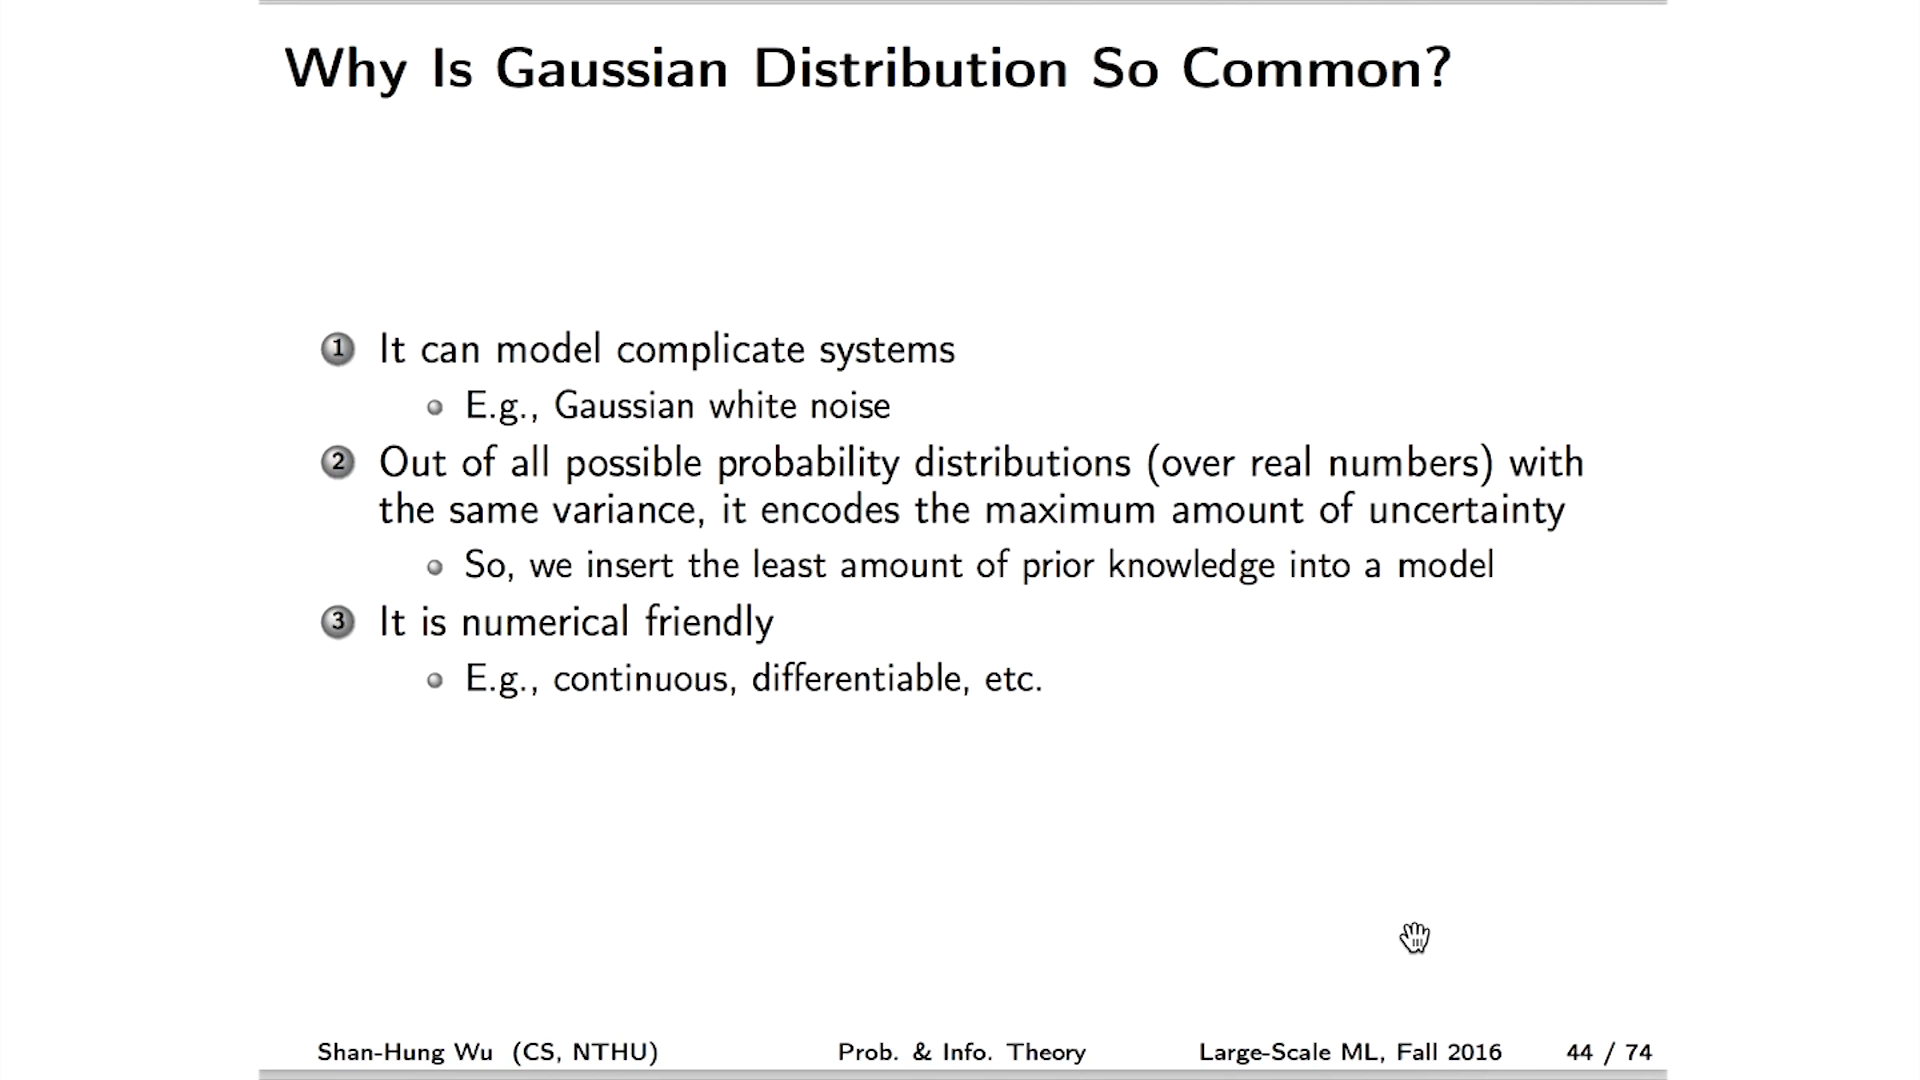 Why Is Gaussian Distribution So Common?
1 It can model complicate systems
E.g., Gaussian white noise
2 Out of all possible probability distributions (over real numbers) with
the same variance, it encodes the maximum amount of uncertainty
So, we insert the least amount of prior knowledge into a model
3 It is numerical friendly
E.g., continuous, differentiable, etc.
Shan-Hung Wu (CS, NTHU) Prob. & Info. Theory Large-Scale ML, Fall 2016 44 / 74